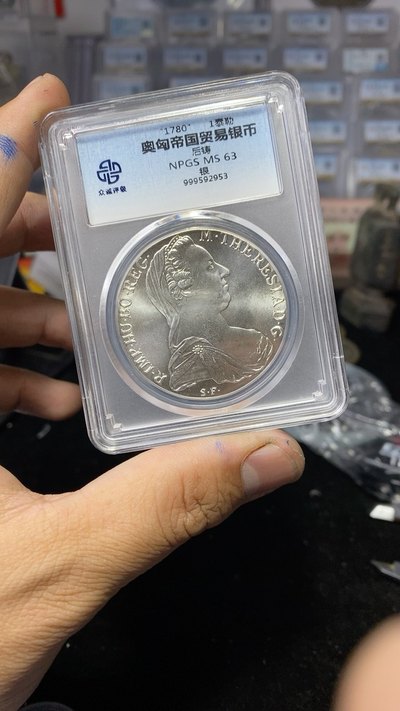 "1780" 1泰勒
奥匈帝国贸易银币
后铸
NPGS MS 63
银
999592953
众诚评级
R·IMP·HU·BO·REG·
M·THERESIA·D·G·
S·F·